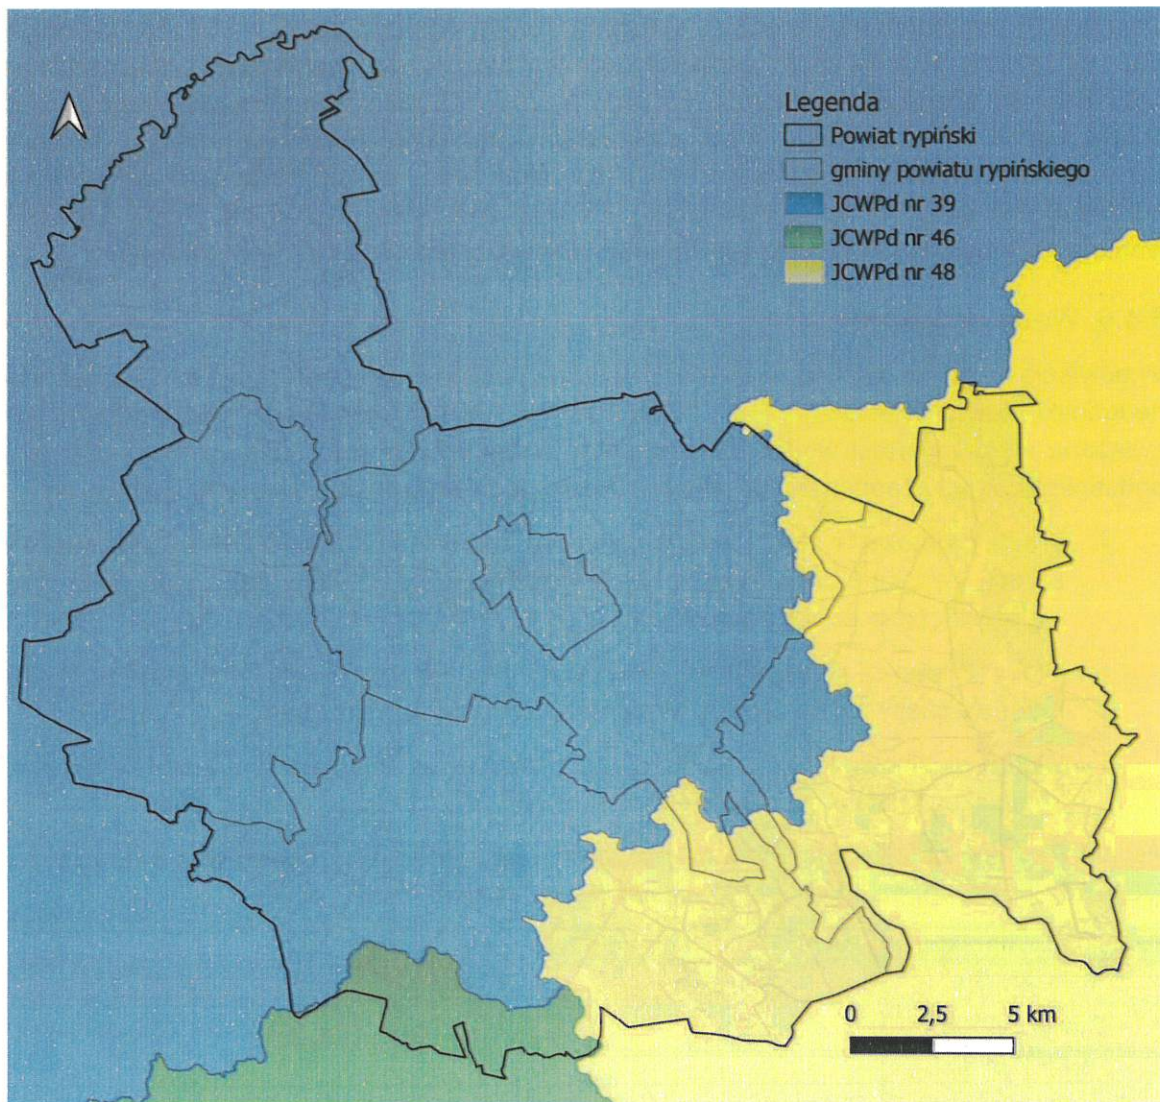 Legenda
Powiat rypiński
gminy powiatu rypińskiego
JCWPd nr 39
JCWPd nr 46
JCWPd nr 48
0 2,5 5 km